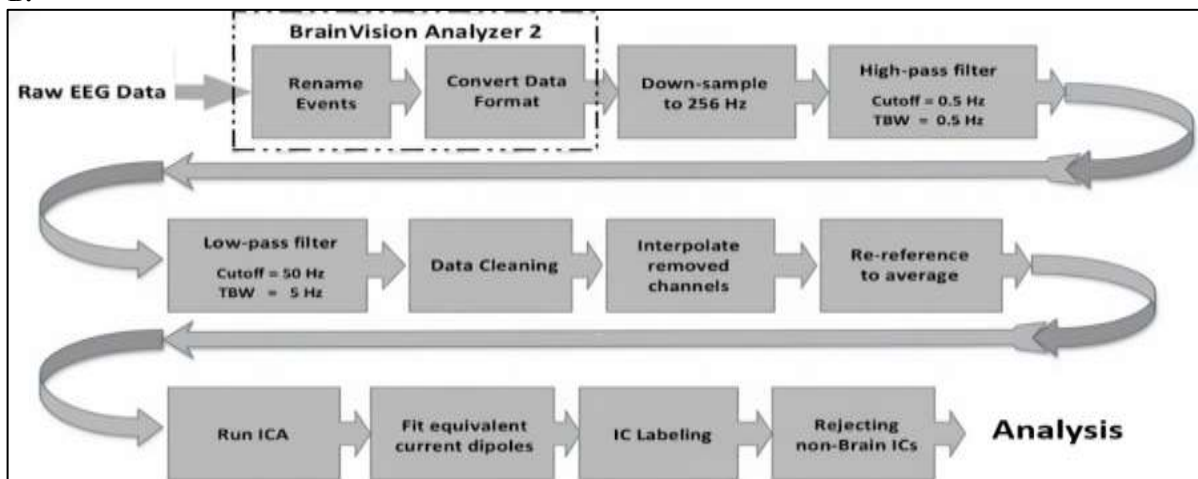 BrainVision Analyzer 2
Raw EEG Data
Rename
Events
Convert Data
Format
Down-sample
to 256 Hz
High-pass filter
Cutoff = 0.5 Hz
TBW = 0.5 Hz
Low-pass filter
Cutoff = 50 Hz
TBW = 5 Hz
Data Cleaning
Interpolate
removed
channels
Re-reference
to average
Run ICA
Fit equivalent
current dipoles
IC Labeling
Rejecting
non-Brain ICs
Analysis